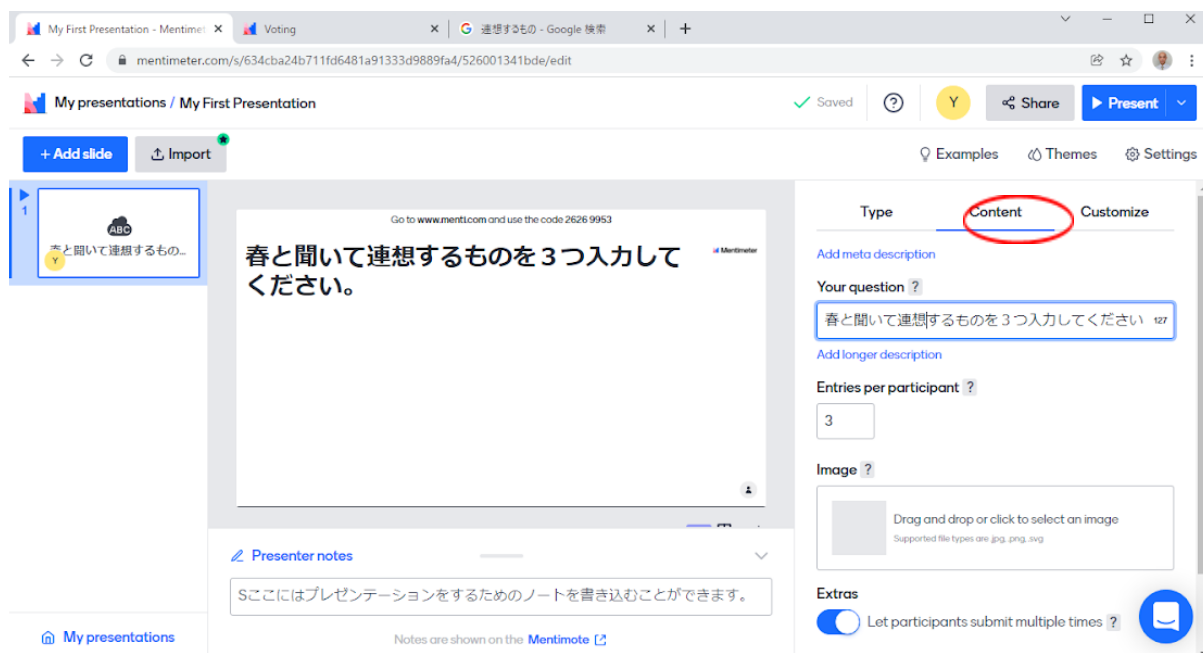 My First Presentation - Mentimet
Voting
連想するもの - Google 検索
mentimeter.com/s/634cba24b711fd6481a91333d9889fa4/526001341bde/edit
My presentations / My First Presentation
Saved
Y
Share
Present
+ Add slide
Import
Examples
Themes
Settings
1
ABC
春と聞いて連想するもの...
Y
Go to www.menti.com and use the code 2626 9953
Mentimeter
春と聞いて連想するものを３つ入力して
ください。
Type
Content
Customize
Add meta description
Your question ?
春と聞いて連想するものを３つ入力してください 127
Add longer description
Entries per participant ?
3
Image ?
Drag and drop or click to select an image
Supported file types are .jpg, .png, .svg
Extras
Let participants submit multiple times ?
Presenter notes
Sここにはプレゼンテーションをするためのノートを書き込むことができます。
Notes are shown on the Mentimote
My presentations